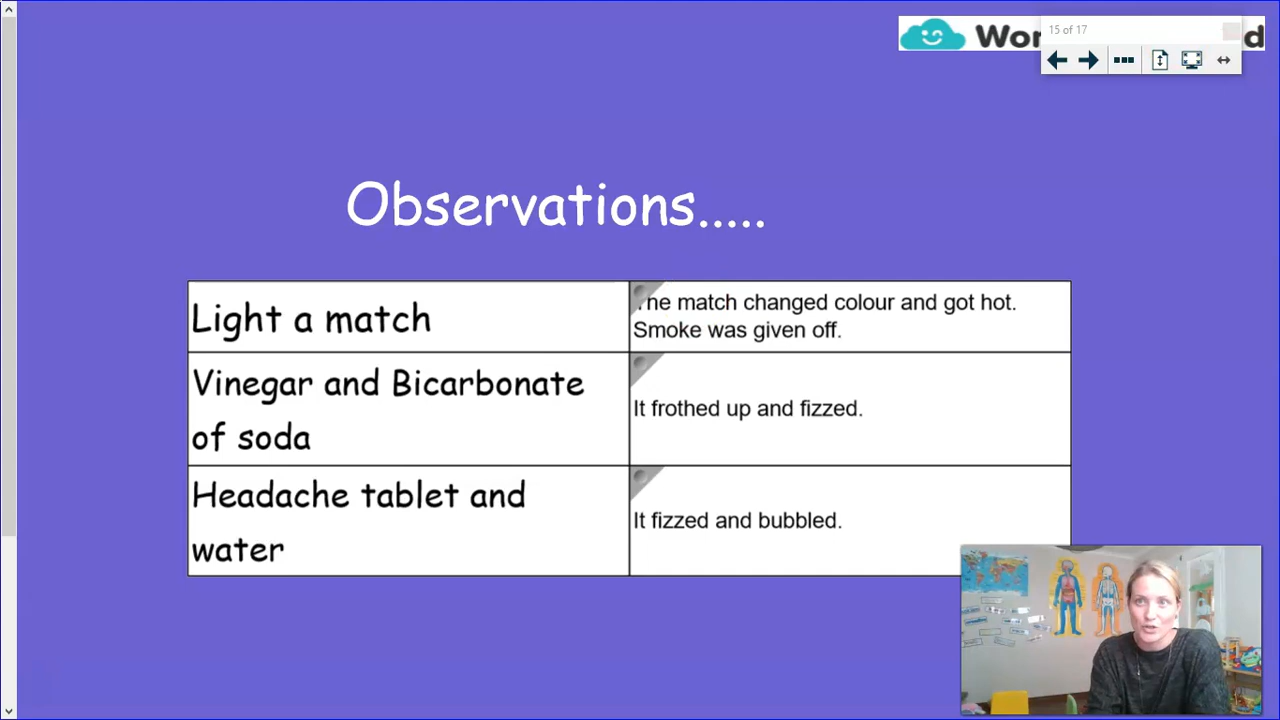 15 of 17
Observations.....
Light a match
The match changed colour and got hot.
Smoke was given off.
Vinegar and Bicarbonate
of soda
It frothed up and fizzed.
Headache tablet and
water
It fizzed and bubbled.